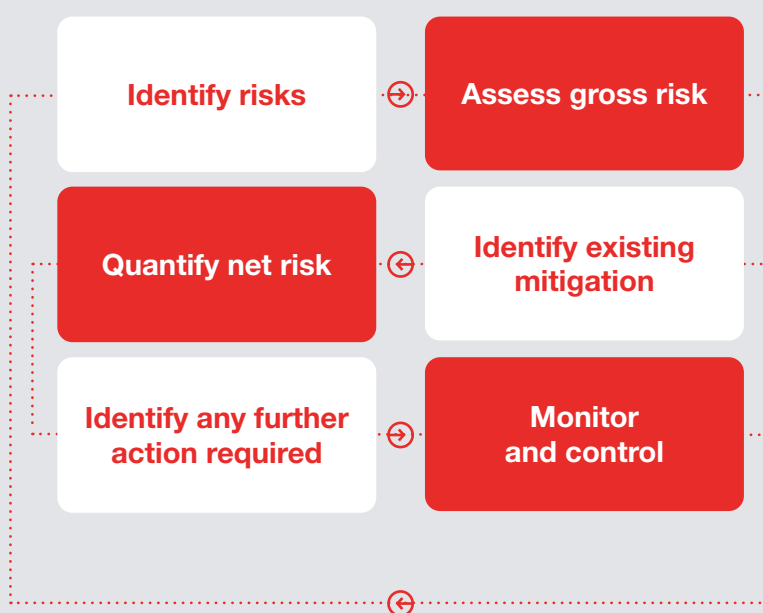 Identify risks
Assess gross risk
Quantify net risk
Identify existing
mitigation
Identify any further
action required
Monitor
and control